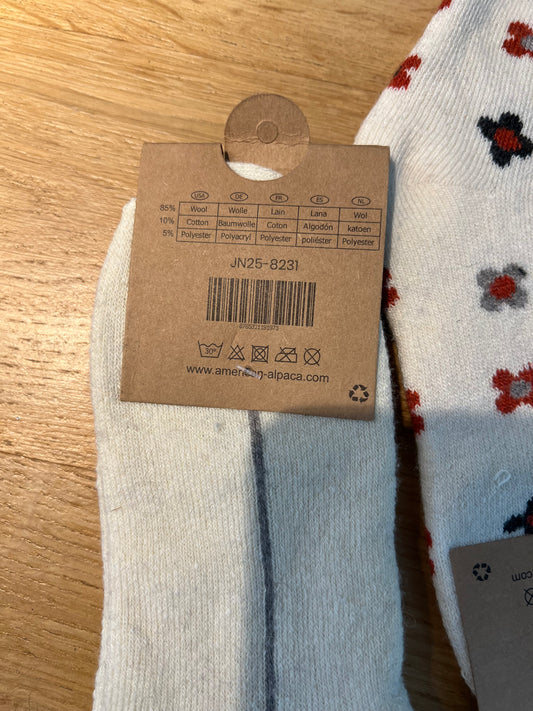 USA DE FR ES NL
85% Wool Wolle Lain Lana Wol
10% Cotton Baumwolle Coton Algodón katoen
5% Polyester Polyacryl Polyester poliéster Polyester
JN25-8231
30°
www.american-alpaca.com
com